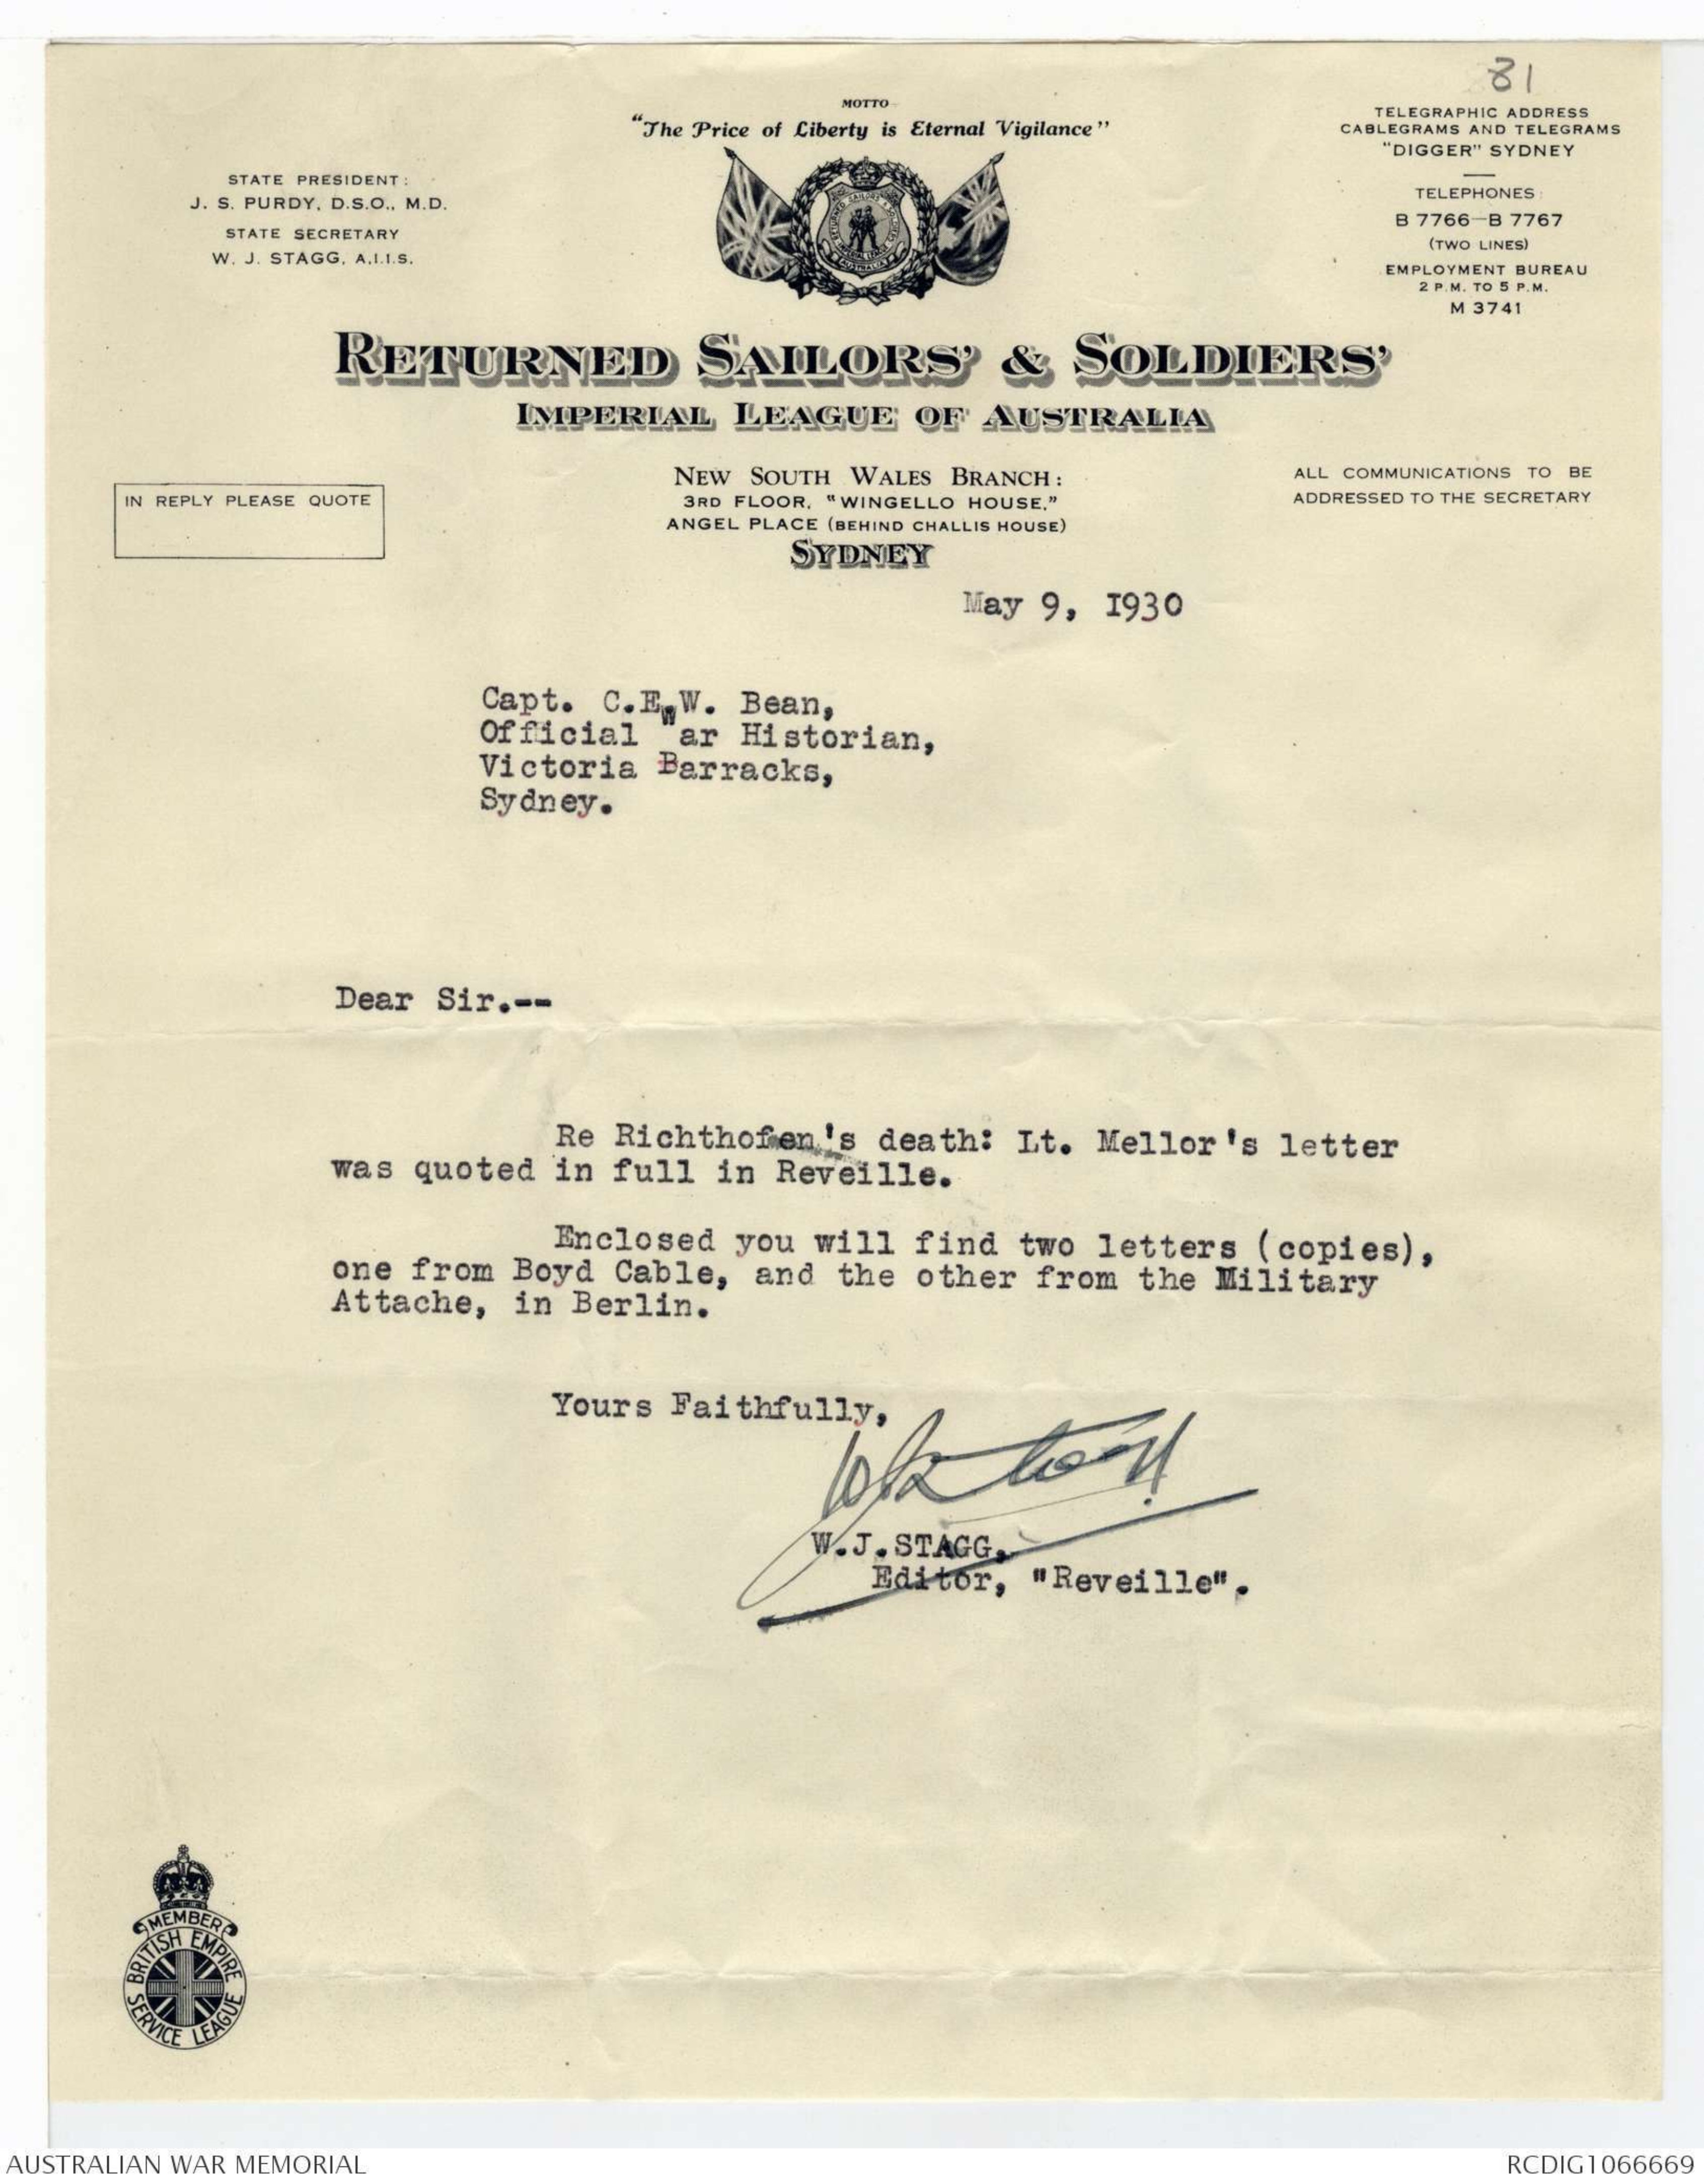 81
MOTTO
"The Price of Liberty is Eternal Vigilance"
TELEGRAPHIC ADDRESS
CABLEGRAMS AND TELEGRAMS
"DIGGER" SYDNEY
TELEPHONES:
B 7766-B 7767
(TWO LINES)
EMPLOYMENT BUREAU
2 P.M. TO 5 P.M.
M 3741
STATE PRESIDENT:
J. S. PURDY, D.S.O., M.D.
STATE SECRETARY
W. J. STAGG, A.I.I.S.
RETURNED SAILORS & SOLDIERS
IMPERIAL LEAGUE
AUSTRALIA
RETURNED SAILORS' & SOLDIERS'
IMPERIAL LEAGUE OF AUSTRALIA
IN REPLY PLEASE QUOTE
NEW SOUTH WALES BRANCH:
3RD FLOOR, "WINGELLO HOUSE,"
ANGEL PLACE (BEHIND CHALLIS HOUSE)
SYDNEY
ALL COMMUNICATIONS TO BE
ADDRESSED TO THE SECRETARY
May 9, 1930
Capt. C.E.W. Bean,
Official War Historian,
Victoria Barracks,
Sydney.
Dear Sir.--
Re Richthofen's death: Lt. Mellor's letter
was quoted in full in Reveille.
Enclosed you will find two letters (copies),
one from Boyd Cable, and the other from the Military
Attache, in Berlin.
Yours Faithfully,
W.J.STAGG,
Editor, "Reveille".
MEMBER
BRITISH EMPIRE
SERVICE LEAGUE
AUSTRALIAN WAR MEMORIAL
RCDIG1066669